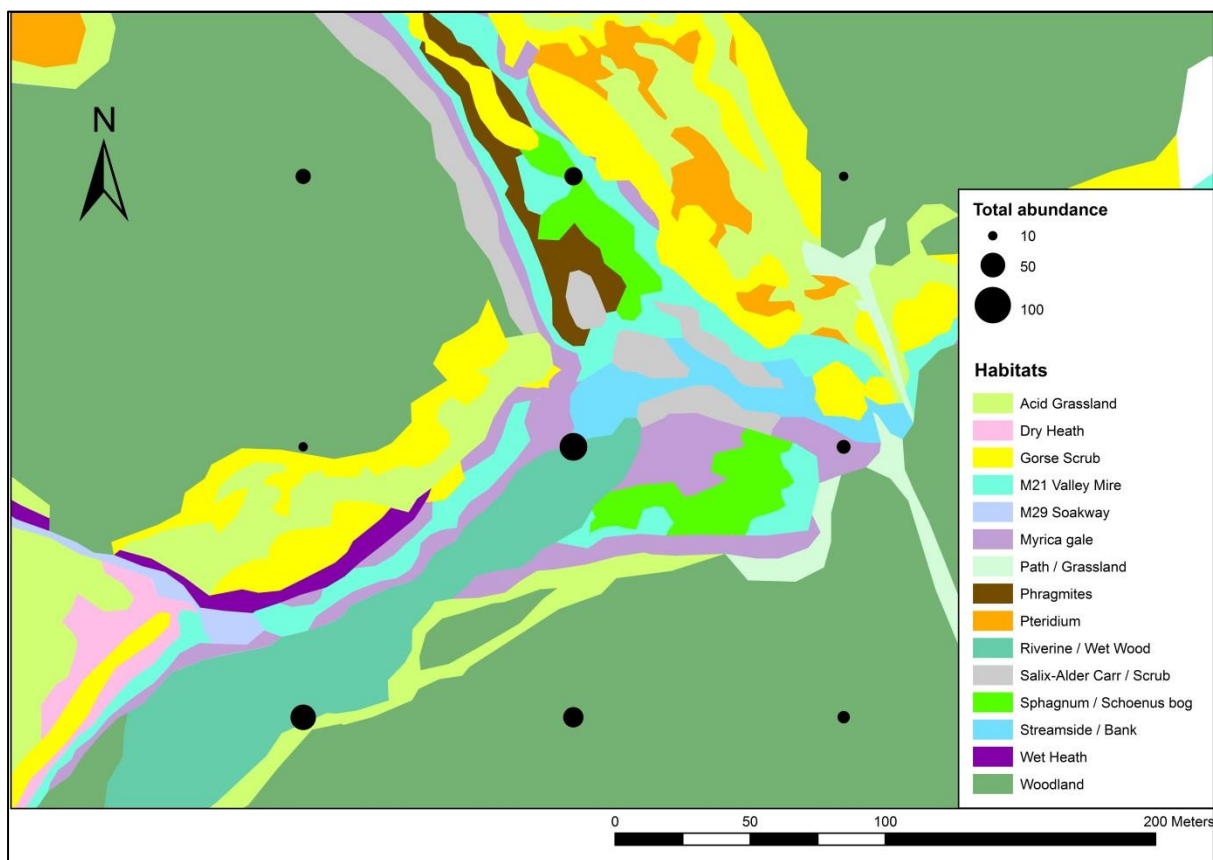 N
Total abundance
10
50
100
Habitats
Acid Grassland
Dry Heath
Gorse Scrub
M21 Valley Mire
M29 Soakway
Myrica gale
Path / Grassland
Phragmites
Pteridium
Riverine / Wet Wood
Salix-Alder Carr / Scrub
Sphagnum / Schoenus bog
Streamside / Bank
Wet Heath
Woodland
0 50 100 200 Meters